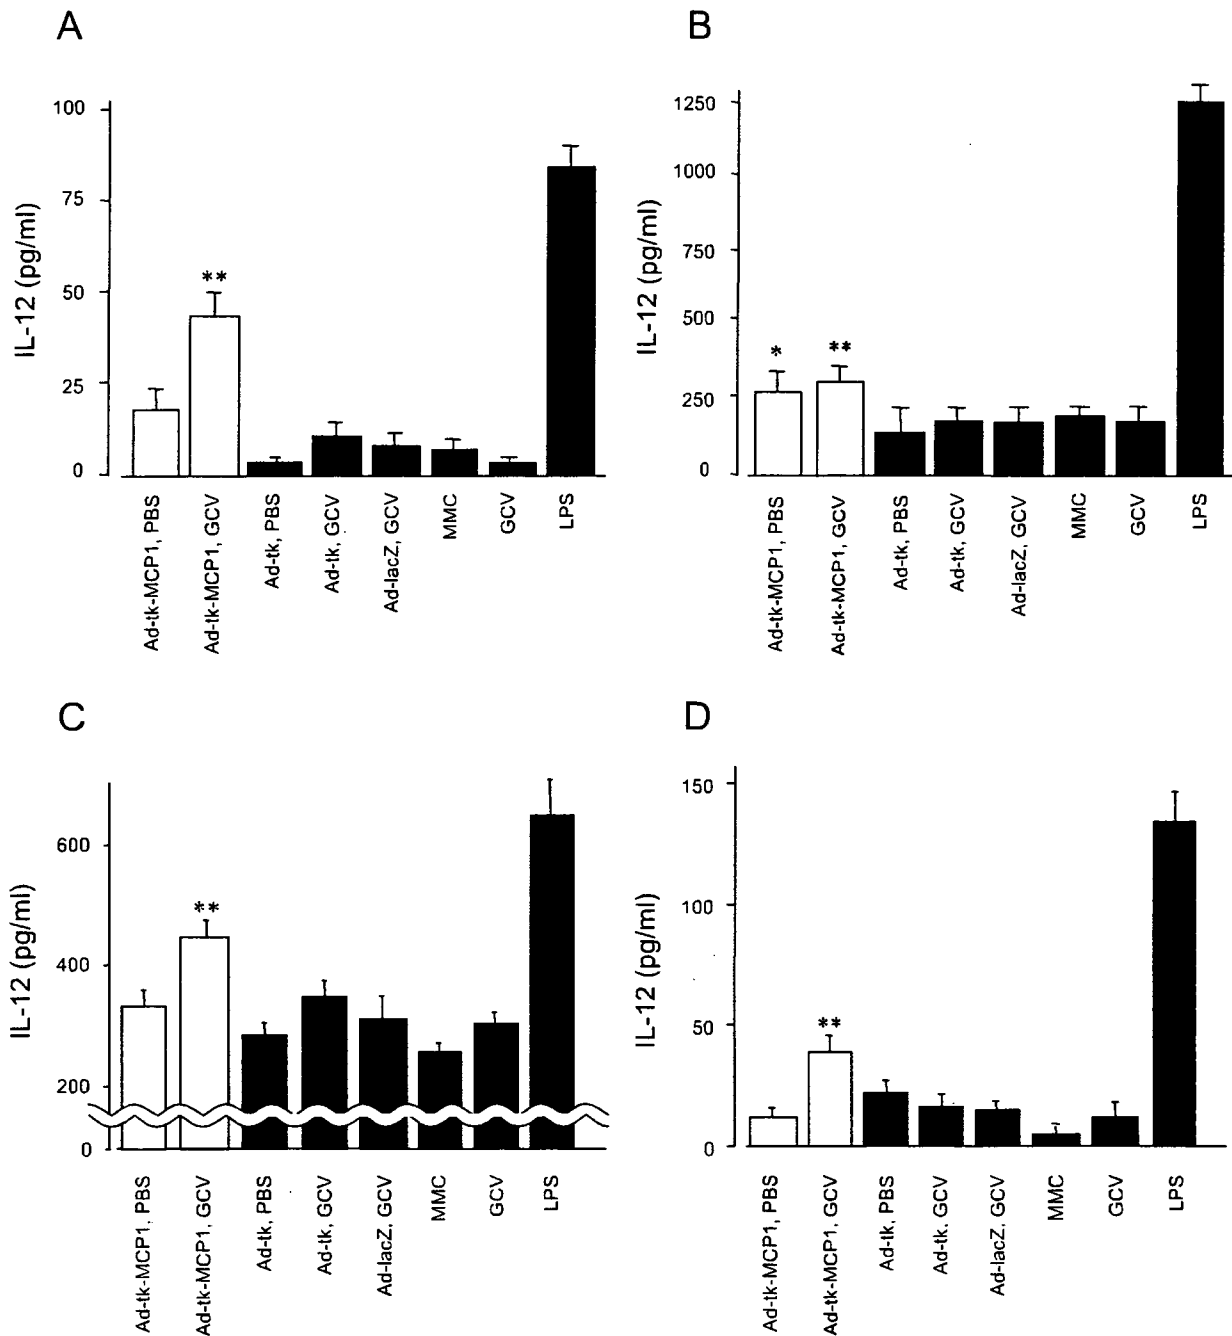 A
IL-12 (pg/ml)
100
75
50
25
0
**
Ad-tk-MCP1, PBS
Ad-tk-MCP1, GCV
Ad-tk, PBS
Ad-tk, GCV
Ad-lacZ, GCV
MMC
GCV
LPS
B
IL-12 (pg/ml)
1250
1000
750
500
250
0
*
**
Ad-tk-MCP1, PBS
Ad-tk-MCP1, GCV
Ad-tk, PBS
Ad-tk, GCV
Ad-lacZ, GCV
MMC
GCV
LPS
C
IL-12 (pg/ml)
600
400
200
0
**
Ad-tk-MCP1, PBS
Ad-tk-MCP1, GCV
Ad-tk, PBS
Ad-tk, GCV
Ad-lacZ, GCV
MMC
GCV
LPS
D
IL-12 (pg/ml)
150
100
50
0
**
Ad-tk-MCP1, PBS
Ad-tk-MCP1, GCV
Ad-tk, PBS
Ad-tk, GCV
Ad-lacZ, GCV
MMC
GCV
LPS